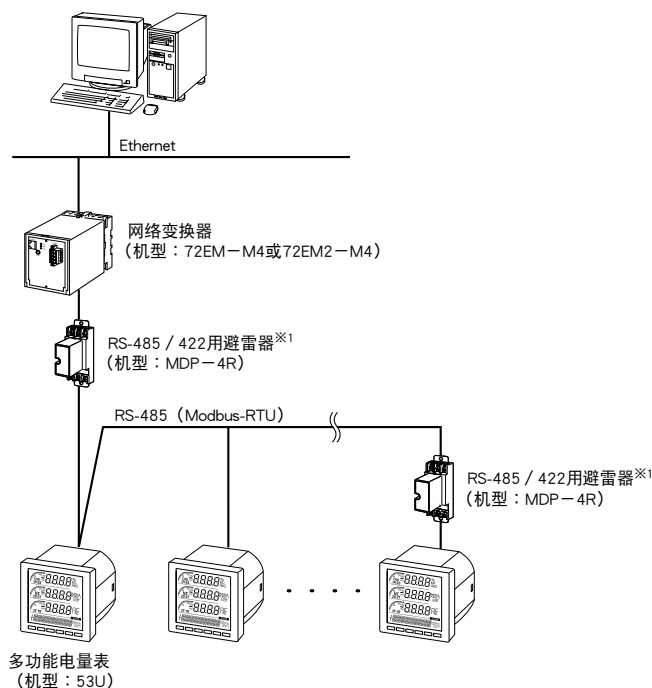 Ethernet
网络变换器
（机型：72EM－M4或72EM2－M4）
RS-485 / 422用避雷器※1
（机型：MDP－4R）
RS-485（Modbus-RTU）
RS-485 / 422用避雷器※1
（机型：MDP－4R）
多功能电量表
（机型：53U）